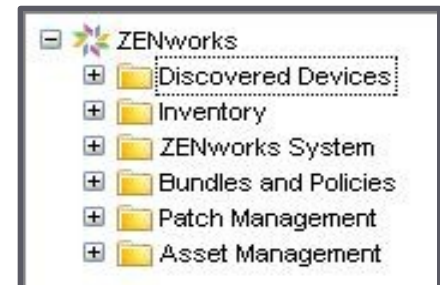 ZENworks
Discovered Devices
Inventory
ZENworks System
Bundles and Policies
Patch Management
Asset Management